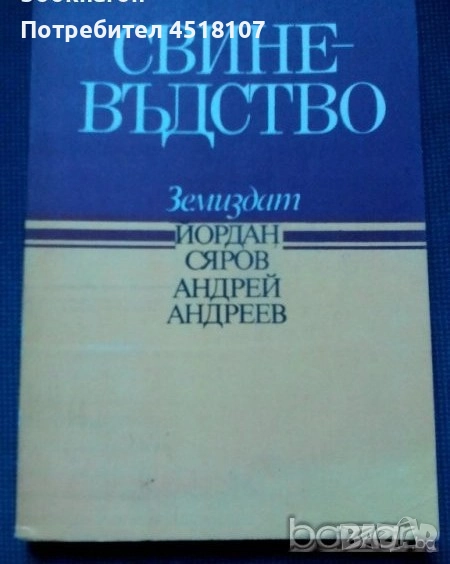 Потребител 4518107
СВИНЕ-
ВЪДСТВО
Земиздат
ЙОРДАН
СЯРОВ
АНДРЕЙ
АНДРЕЕВ